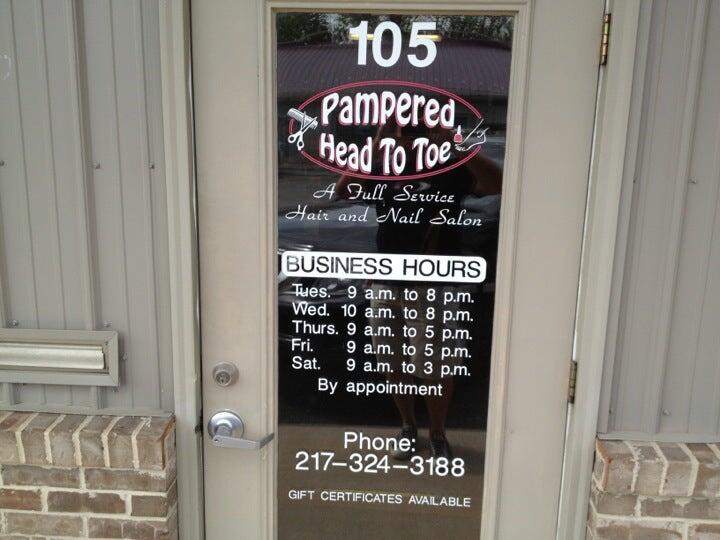 105
Pampered
Head To Toe
A Full Service
Hair and Nail Salon
BUSINESS HOURS
Tues. 9 a.m. to 8 p.m.
Wed. 10 a.m. to 8 p.m.
Thurs. 9 a.m. to 5 p.m.
Fri. 9 a.m. to 5 p.m.
Sat. 9 a.m. to 3 p.m.
By appointment
Phone:
217-324-3188
GIFT CERTIFICATES AVAILABLE